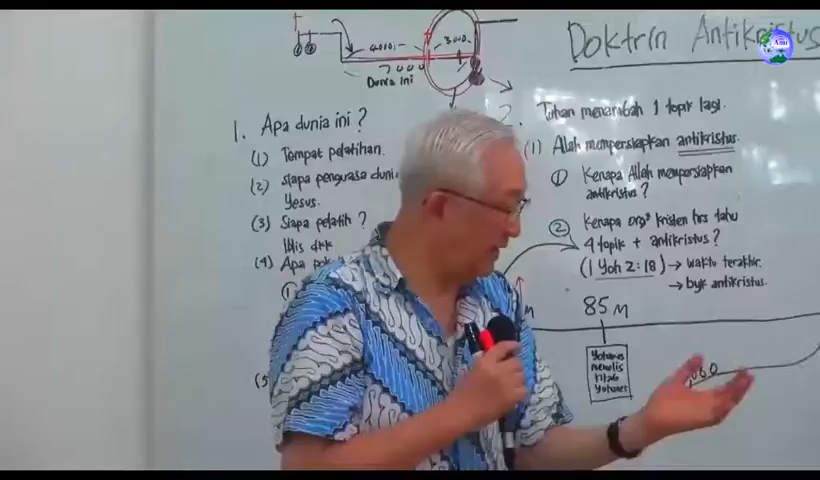 Doktrin Antikristus
4000
3000
7000
Dunia Ini
1. Apa dunia ini?
(1) Tempat pelatihan.
(2) siapa penguasa duni
Yesus.
(3) Siapa pelatih?
Iblis dkk
(4) Apa
(5
2. Tuhan menambah 1 topik lagi.
(1) Allah mempersiapkan antikristus.
① Kenapa Allah mempersiapkan
antikristus?
② Kenapa org² kristen hrs tahu
4 topik + antikristus?
(1 Yoh 2:18) → waktu terakhir.
→ byk antikristus.
85 M
Yohanes
menulis
kitab
Yohanes